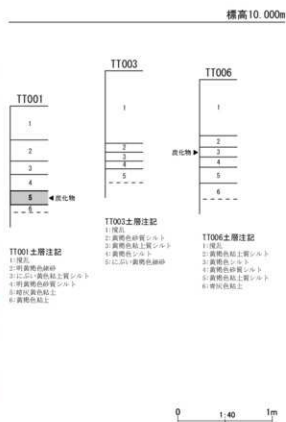 標高10.000m
TT001
1
2
3
4
5
6
炭化物
TT003
1
2
3
4
5
TT006
1
2
3
4
5
6
炭化物
TT001土層注記
1:攪乱
2:明黄褐色細砂
3:にぶい黄褐色粘土質シルト
4:明黄褐色砂質シルト
5:暗灰黄色粘土
6:黄褐色粘土
TT003土層注記
1:攪乱
2:黄褐色砂質シルト
3:黄褐色粘土質シルト
4:黄褐色シルト
5:にぶい黄褐色細砂
TT006土層注記
1:攪乱
2:黄褐色粘土質シルト
3:黄褐色シルト
4:黄褐色砂質シルト
5:黄褐色粘土質シルト
6:青灰色粘土
0 1:40 1m